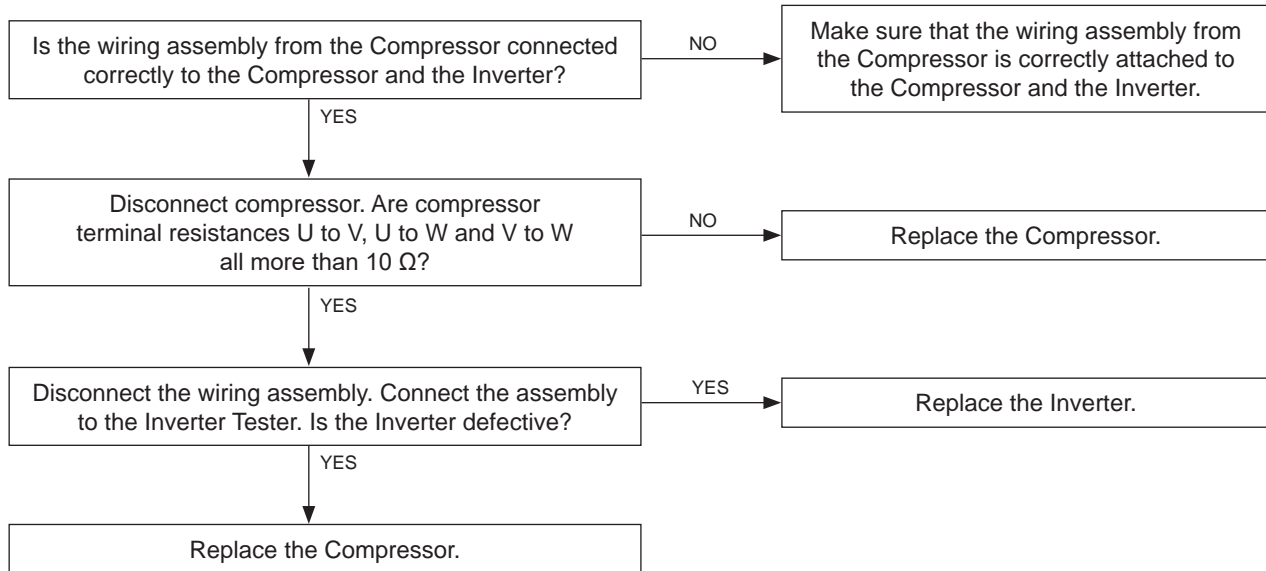 Is the wiring assembly from the Compressor connected
correctly to the Compressor and the Inverter?
NO
Make sure that the wiring assembly from
the Compressor is correctly attached to
the Compressor and the Inverter.
YES
Disconnect compressor. Are compressor
terminal resistances U to V, U to W and V to W
all more than 10 Ω?
NO
Replace the Compressor.
YES
Disconnect the wiring assembly. Connect the assembly
to the Inverter Tester. Is the Inverter defective?
YES
Replace the Inverter.
YES
Replace the Compressor.